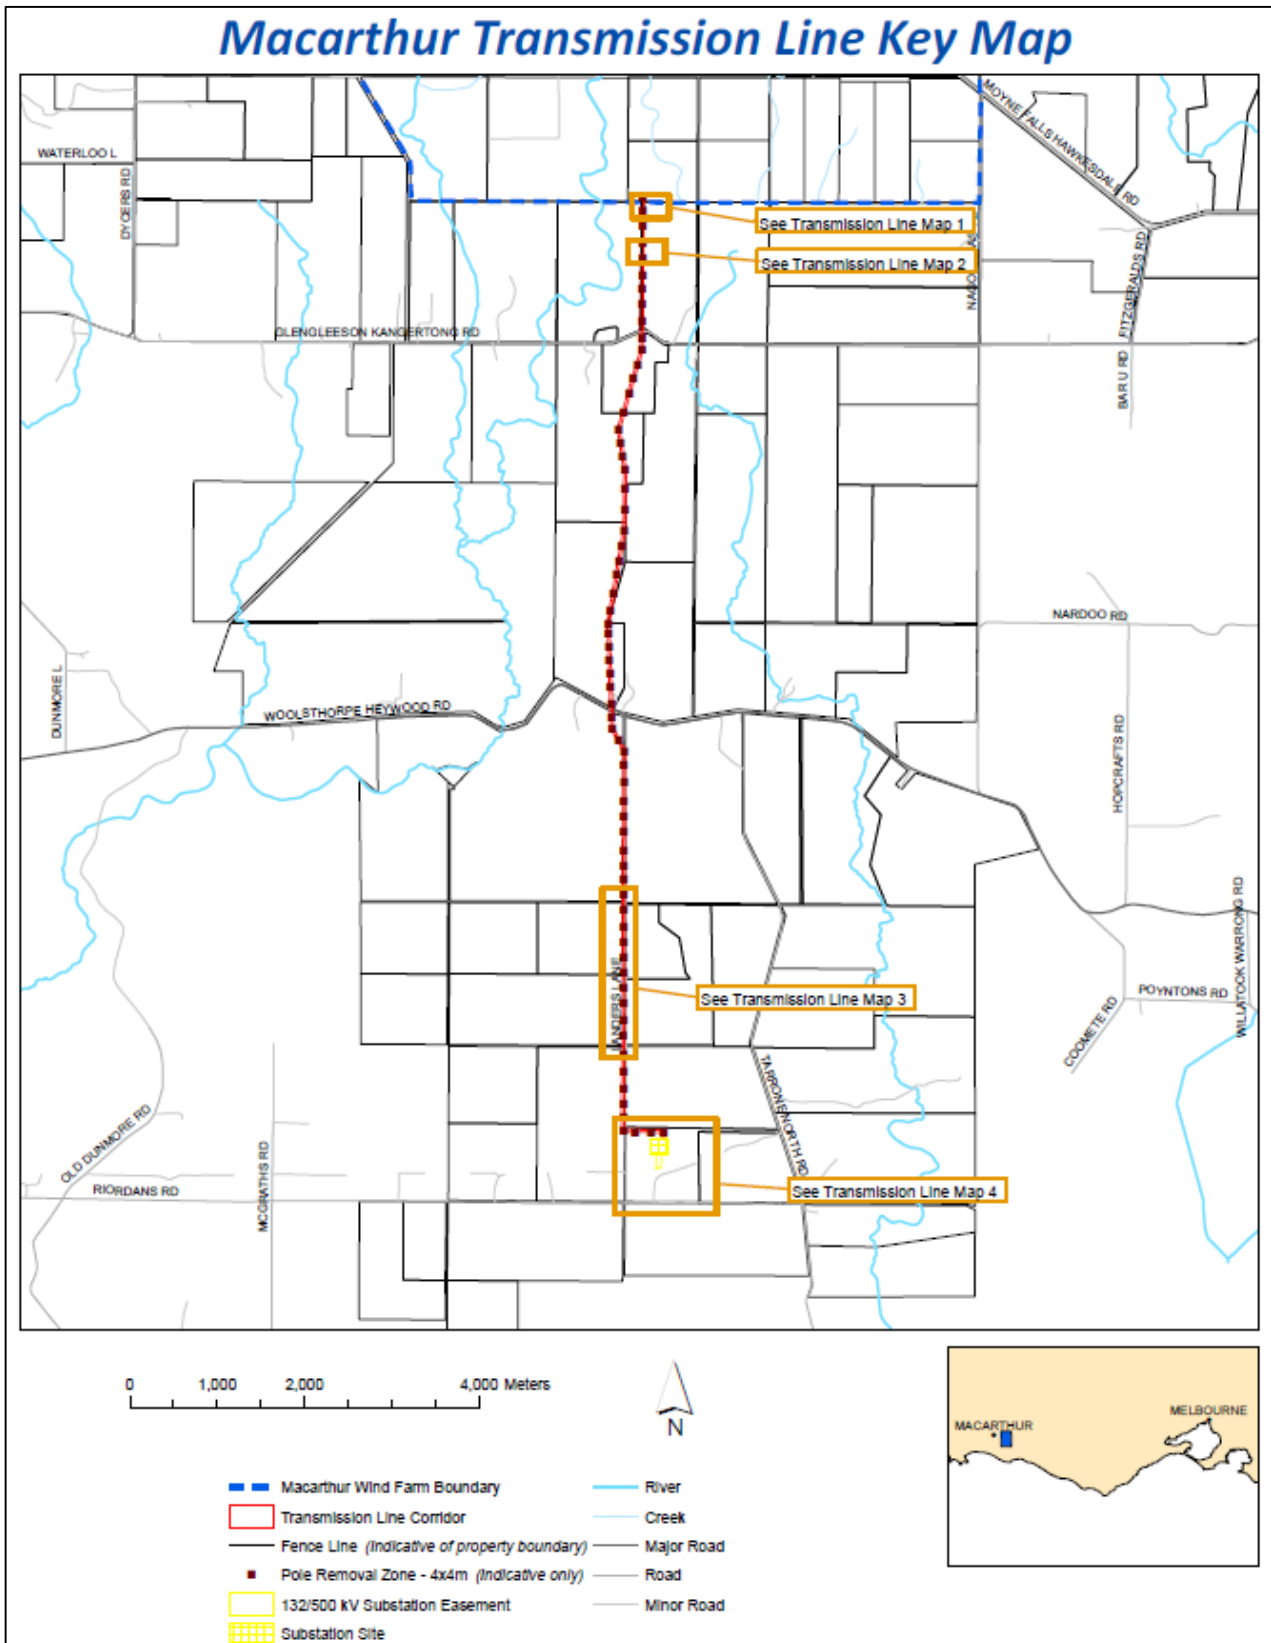 Macarthur Transmission Line Key Map
MOYNE FALLS HAWKESDALE RD
WATERLOO L
DYCERS RD
See Transmission Line Map 1
See Transmission Line Map 2
FITZGERALDS RD
GLENGLEESON KANGERTONG RD
BARU RD
NARDOO RD
DUNMORE L
WOOLSTHORPE HEYWOOD RD
HOPCRAFTS RD
WILLATOOK WARRONG RD
LANDERS LANE
See Transmission Line Map 3
POYNTONS RD
COOMETE RD
TARRONE NORTH RD
OLD DUNMORE RD
MCGRATHS RD
RIORDANS RD
See Transmission Line Map 4
0 1,000 2,000 4,000 Meters
N
MACARTHUR
MELBOURNE
Macarthur Wind Farm Boundary
Transmission Line Corridor
Fence Line (Indicative of property boundary)
Pole Removal Zone - 4x4m (Indicative only)
132/500 kV Substation Easement
Substation Site
River
Creek
Major Road
Road
Minor Road